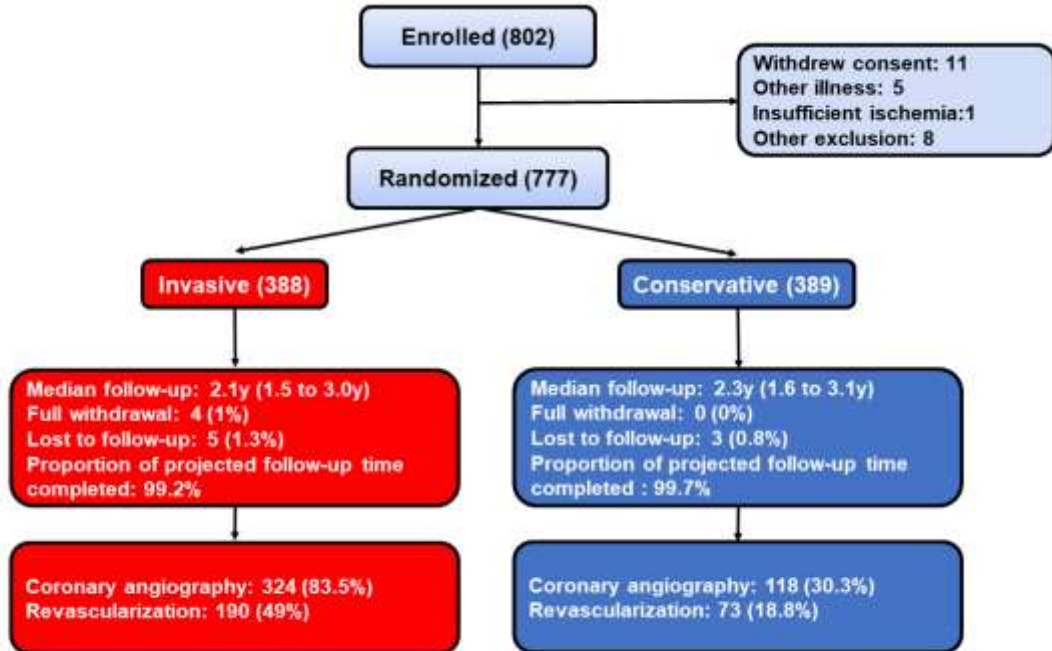 Enrolled (802)
Withdrew consent: 11
Other illness: 5
Insufficient ischemia:1
Other exclusion: 8
Randomized (777)
Invasive (388)
Conservative (389)
Median follow-up: 2.1y (1.5 to 3.0y)
Full withdrawal: 4 (1%)
Lost to follow-up: 5 (1.3%)
Proportion of projected follow-up time
completed: 99.2%
Median follow-up: 2.3y (1.6 to 3.1y)
Full withdrawal: 0 (0%)
Lost to follow-up: 3 (0.8%)
Proportion of projected follow-up time
completed : 99.7%
Coronary angiography: 324 (83.5%)
Revascularization: 190 (49%)
Coronary angiography: 118 (30.3%)
Revascularization: 73 (18.8%)